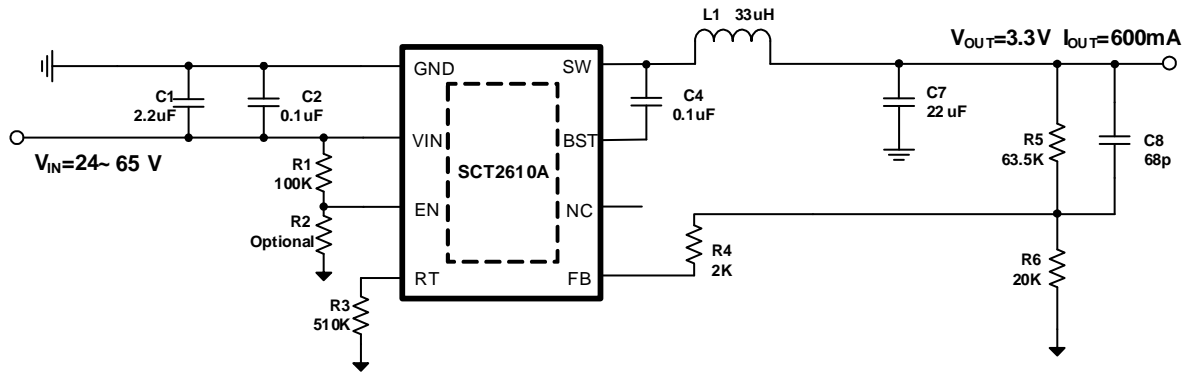 L1 33uH
VOUT=3.3V IOUT=600mA
GND
SW
C1
2.2uF
C2
0.1uF
C4
0.1uF
C7
22uF
R5
63.5K
C8
68p
VIN
BST
VIN=24~ 65 V
R1
100K
SCT2610A
EN
NC
R2
Optional
R4
2K
R6
20K
RT
FB
R3
510K